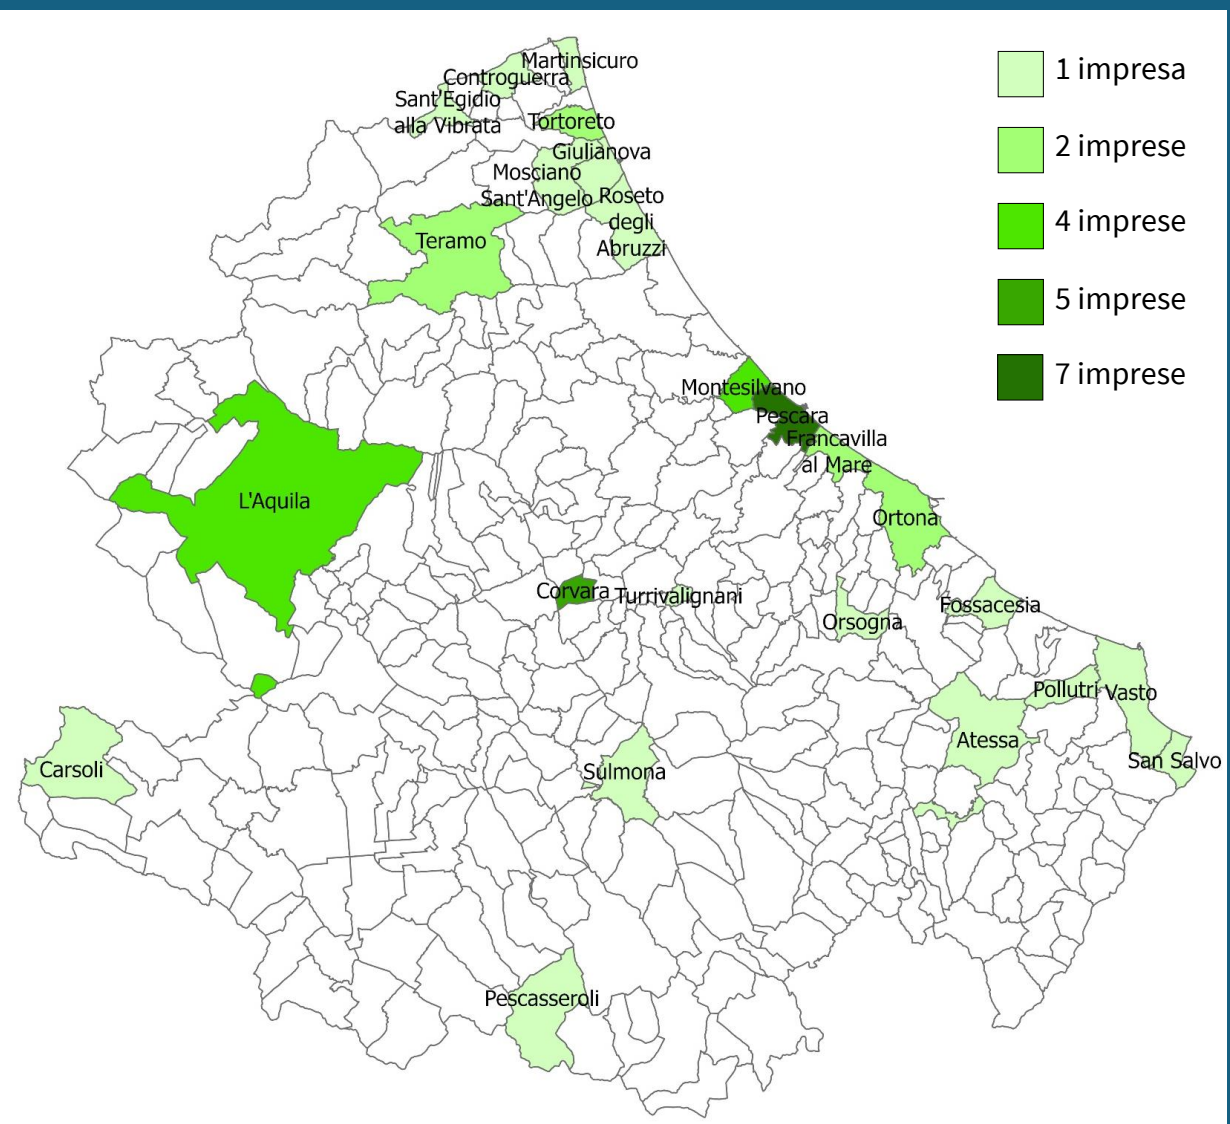 Martinsicuro
Controguerra
Sant'Egidio
alla Vibrata
Tortoreto
Giulianova
Mosciano
Sant'Angelo
Roseto
degli
Abruzzi
Teramo
Montesilvano
Pescara
Francavilla
al Mare
L'Aquila
Ortona
Corvara
Turrivalignani
Orsogna
Fossacesia
Pollutri
Vasto
Atessa
San Salvo
Carsoli
Sulmona
Pescasseroli
1 impresa
2 imprese
4 imprese
5 imprese
7 imprese